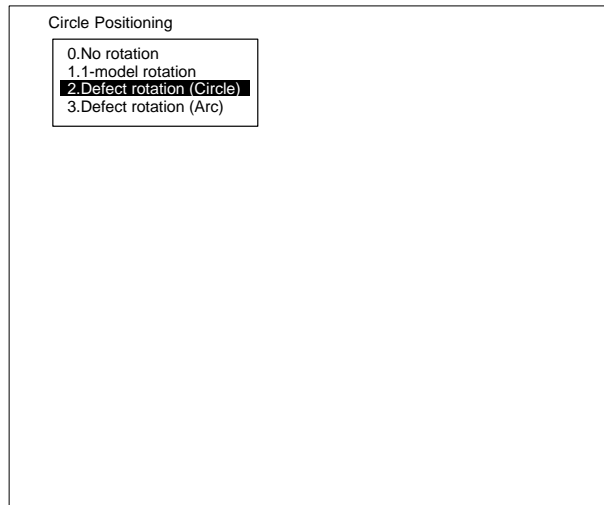 Circle Positioning
0.No rotation
1.1-model rotation
2.Defect rotation (Circle)
3.Defect rotation (Arc)